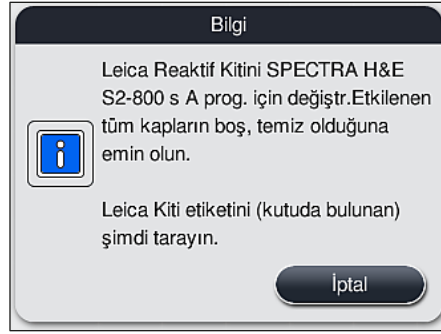 Bilgi
Leica Reaktif Kitini SPECTRA H&E
S2-800 s A prog. için değiştr.Etkilenen
tüm kapların boş, temiz olduğuna
emin olun.
Leica Kiti etiketini (kutuda bulunan)
şimdi tarayın.
İptal